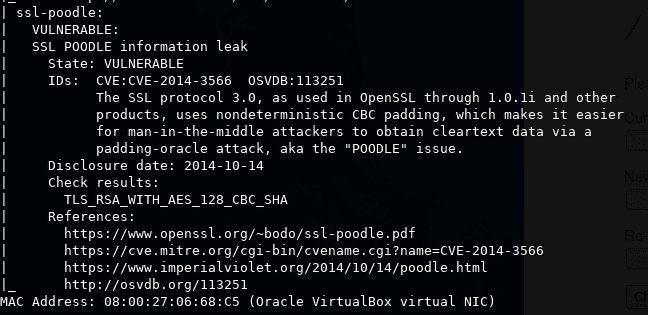 | ssl-poodle:
|   VULNERABLE:
|   SSL POODLE information leak
|     State: VULNERABLE
|     IDs:  CVE:CVE-2014-3566  OSVDB:113251
|           The SSL protocol 3.0, as used in OpenSSL through 1.0.1i and other
|           products, uses nondeterministic CBC padding, which makes it easier
|           for man-in-the-middle attackers to obtain cleartext data via a
|           padding-oracle attack, aka the "POODLE" issue.
|     Disclosure date: 2014-10-14
|     Check results:
|       TLS_RSA_WITH_AES_128_CBC_SHA
|     References:
|       https://www.openssl.org/~bodo/ssl-poodle.pdf
|       https://cve.mitre.org/cgi-bin/cvename.cgi?name=CVE-2014-3566
|       https://www.imperialviolet.org/2014/10/14/poodle.html
|_      http://osvdb.org/113251
MAC Address: 08:00:27:06:68:C5 (Oracle VirtualBox virtual NIC)